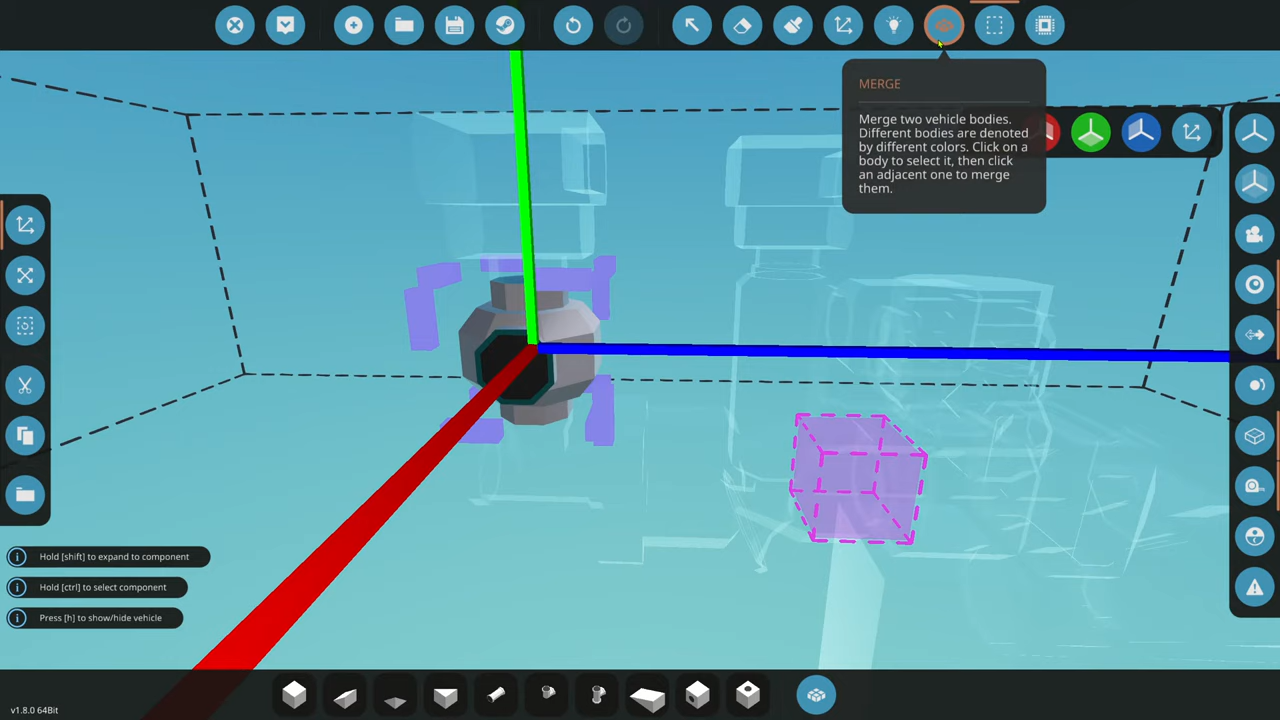 MERGE
Merge two vehicle bodies.
Different bodies are denoted
by different colors. Click on a
body to select it, then click
an adjacent one to merge
them.
Hold [shift] to expand to component
Hold [ctrl] to select component
Press [h] to show/hide vehicle
v1.8.0 64Bit